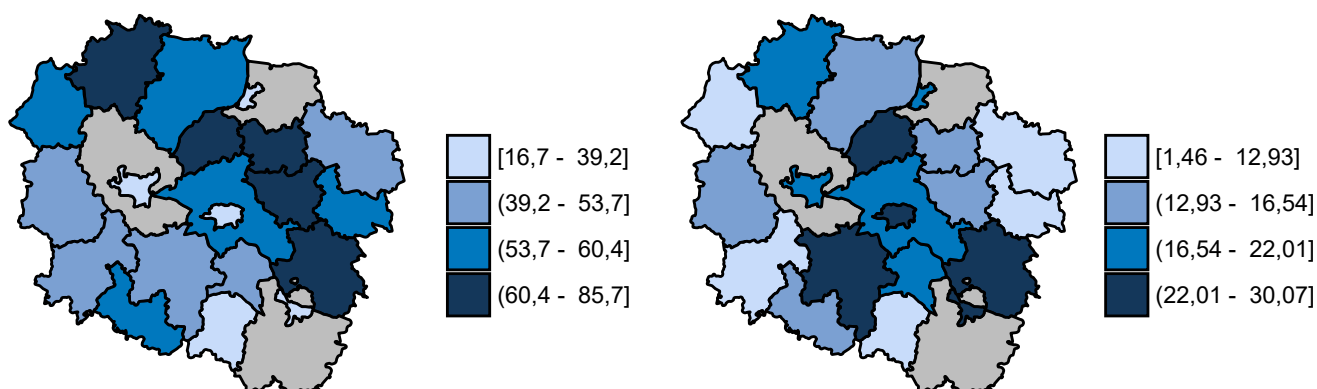 [16,7 - 39,2]
(39,2 - 53,7]
(53,7 - 60,4]
(60,4 - 85,7]
[1,46 - 12,93]
(12,93 - 16,54]
(16,54 - 22,01]
(22,01 - 30,07]